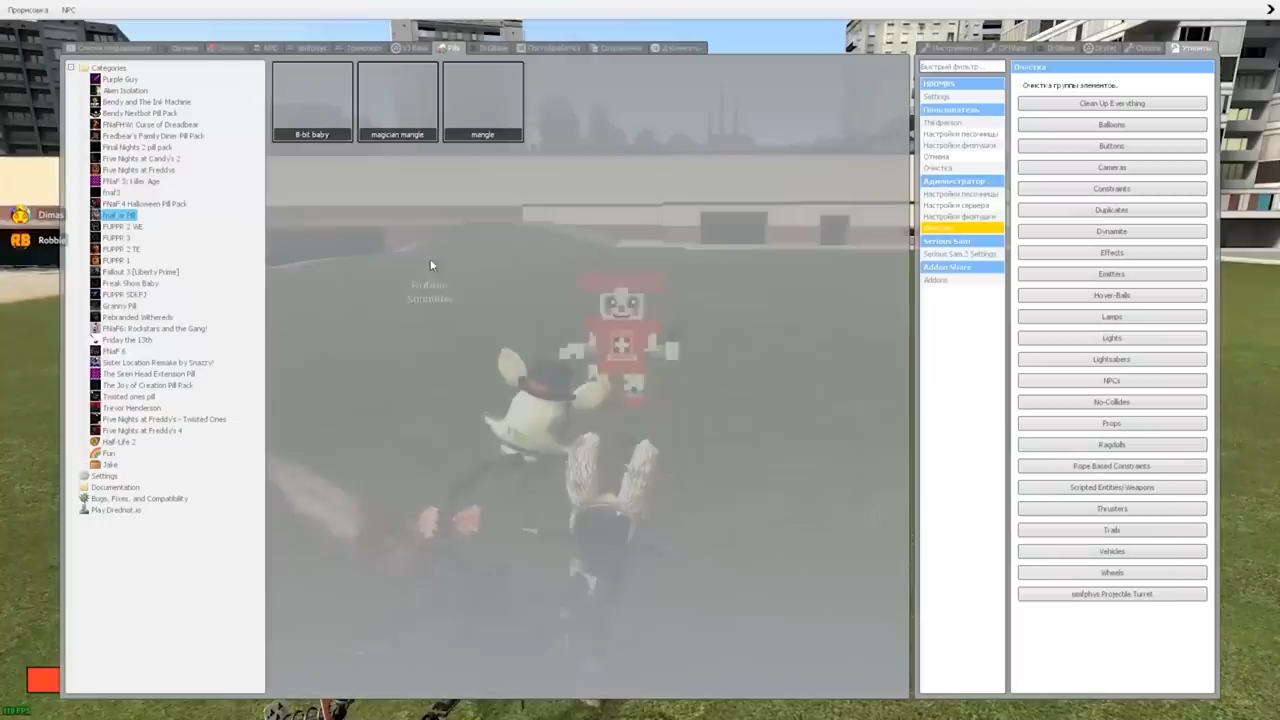 Прорисовка NPC
NPC
Pills
Утилиты
Categories
Purple Guy
Alien Isolation
Bendy and The Ink Machine
Bendy Nextbot Pill Pack
FNaFHW: Curse of Dreadbear
Fredbear's Family Diner Pill Pack
Final Nights 2 pill pack
Five Nights at Candy's 2
Five Nights at Freddys
FNaF 3: Killer Age
fnaf3
FNAF 4 Halloween Pill Pack
FUPPR 2 WE
FUPPR 3
FUPPR 2 TE
FUPPR 1
Fallout 3 [Liberty Prime]
Freak Show Baby
FUPPR SDEFJ
Granny Pill
Rebranded Withereds
FNaF6: Rockstars and the Gang!
Friday the 13th
FNaF 6
Sister Location Remake by Snazzy!
The Siren Head Extension Pill
The Joy of Creation Pill Pack
Twisted ones pill
Trevor Henderson
Five Nights at Freddy's - Twisted Ones
Five Nights at Freddy's 4
Half-Life 2
Fun
Jake
Settings
Documentation
Bugs, Fixes, and Compatibility
Play Drednot.io
8-bit baby
magician mangle
mangle
Dimas
RB Robbie
Быстрый фильтр...
Settings
Пользователь
Thirdperson
Настройки песочницы
Настройки физпушки
Отмена
Очистка
Администратор
Настройки песочницы
Настройки сервера
Настройки физпушки
Serious Sam
Serious Sam 2 Settings
Addon Share
Addons
Очистка
Очистка группы элементов.
Clean Up Everything
Balloons
Buttons
Cameras
Constraints
Duplicates
Dynamite
Effects
Emitters
Hover-Balls
Lamps
Lights
Lightsabers
NPCs
No-Collides
Props
Ragdolls
Rope Based Constraints
Scripted Entities/Weapons
Thrusters
Trails
Vehicles
Wheels